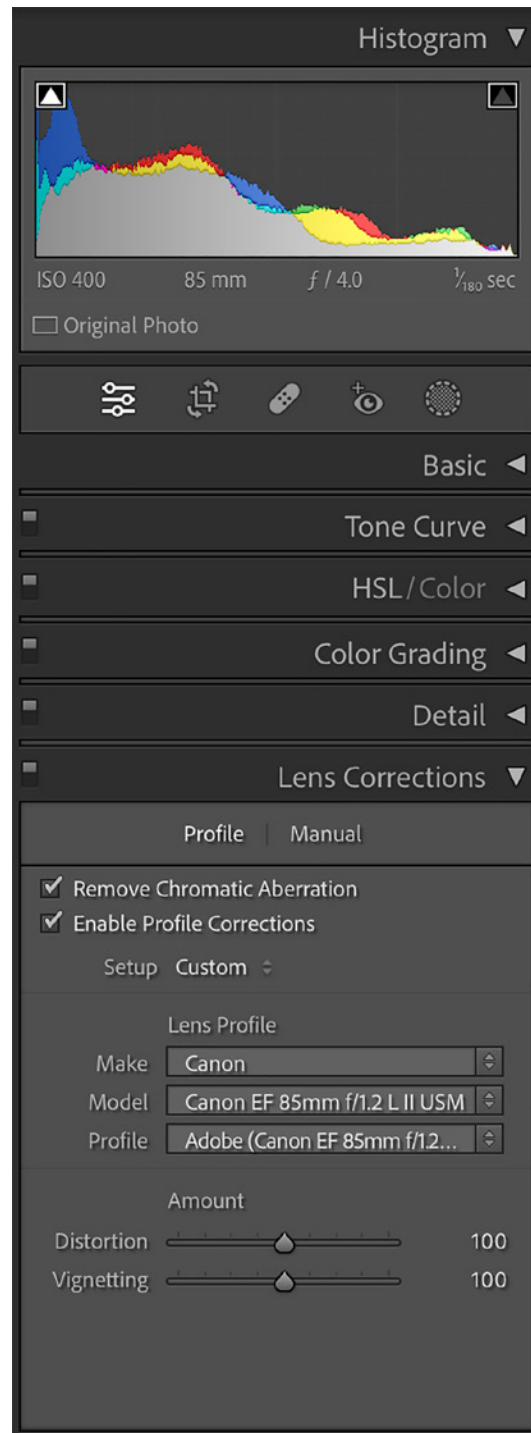 Histogram
ISO 400 85 mm ƒ / 4.0 1/180 sec
Original Photo
Basic
Tone Curve
HSL / Color
Color Grading
Detail
Lens Corrections
Profile | Manual
Remove Chromatic Aberration
Enable Profile Corrections
Setup Custom
Lens Profile
Make Canon
Model Canon EF 85mm f/1.2 L II USM
Profile Adobe (Canon EF 85mm f/1.2...
Amount
Distortion 100
Vignetting 100